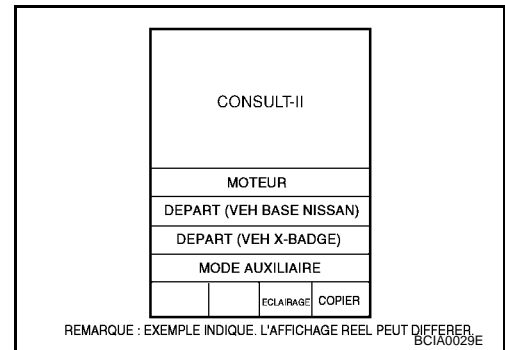 CONSULT-II
MOTEUR
DEPART (VEH BASE NISSAN)
DEPART (VEH X-BADGE)
MODE AUXILIAIRE
ECLAIRAGE COPIER
REMARQUE : EXEMPLE INDIQUE. L'AFFICHAGE REEL PEUT DIFFERER.
BCIA0029E